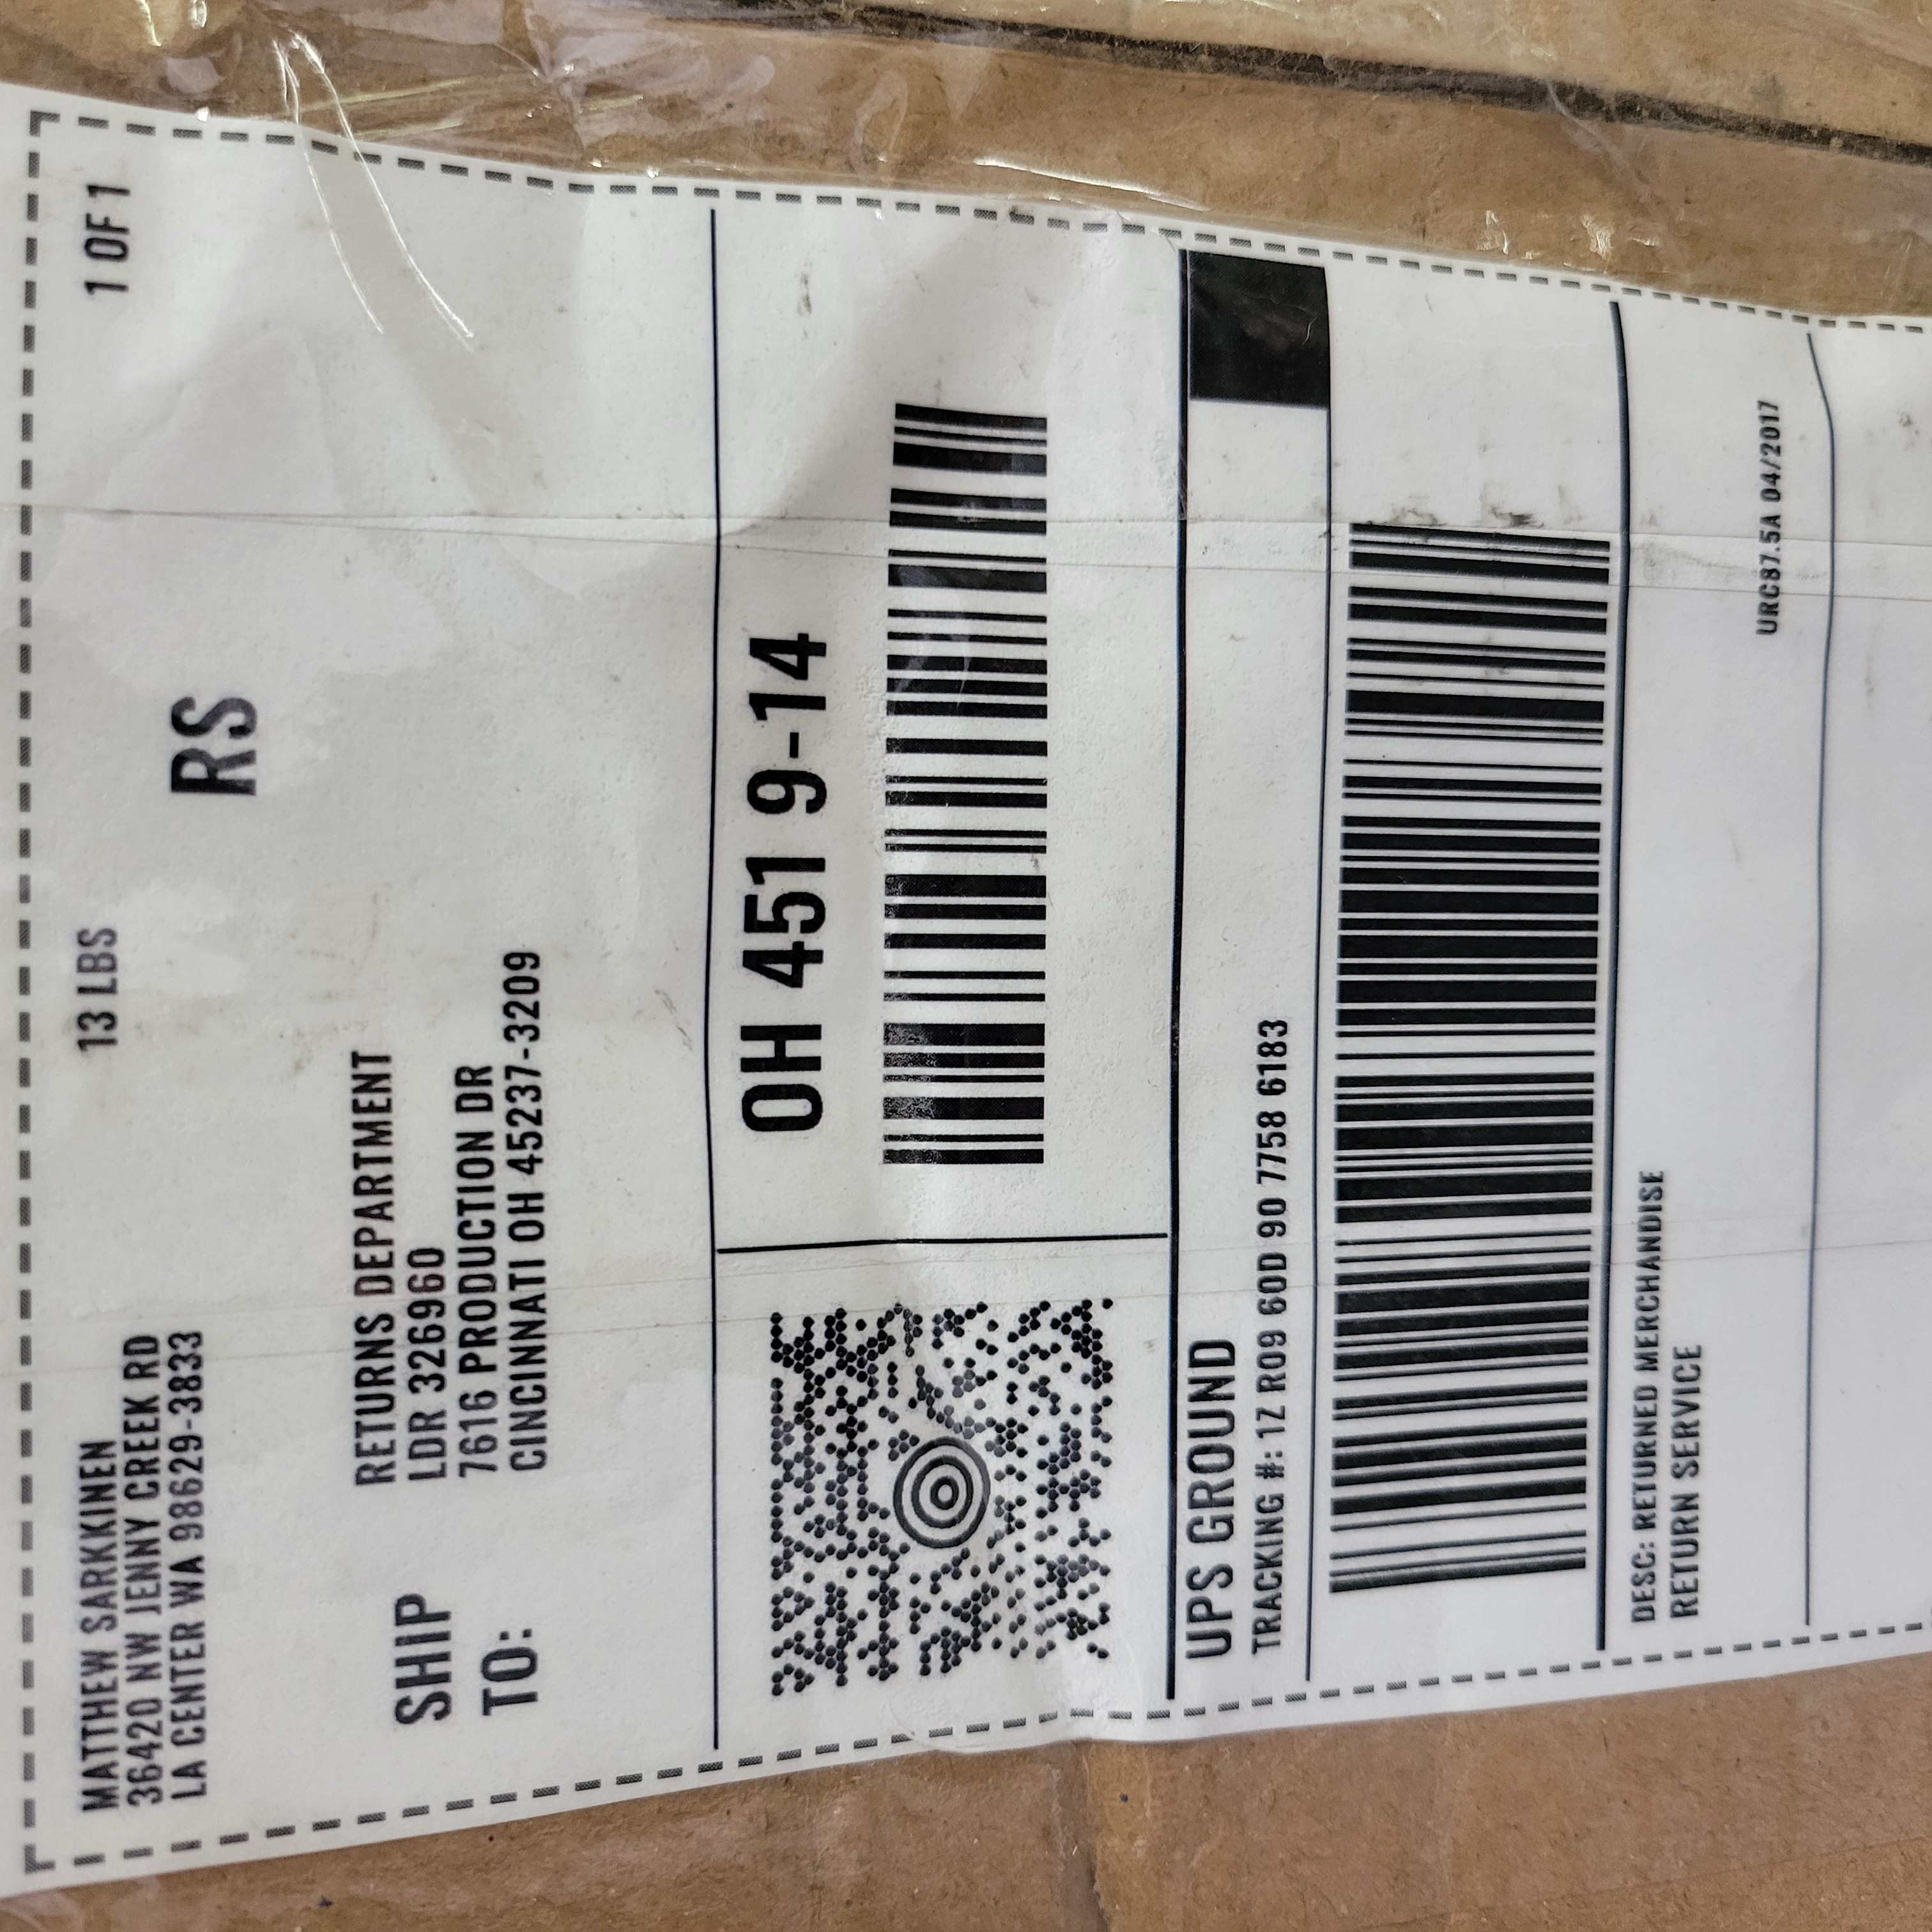 MATTHEW SARKKINEN
36420 NW JENNY CREEK RD
LA CENTER WA 98629-3833
13 LBS
1 OF 1
RS
SHIP
TO:
RETURNS DEPARTMENT
LDR 326960
7616 PRODUCTION DR
CINCINNATI OH 45237-3209
OH 451 9-14
UPS GROUND
TRACKING #: 1Z R09 60D 90 7758 6183
DESC: RETURNED MERCHANDISE
RETURN SERVICE
URC87.5A 04/2017